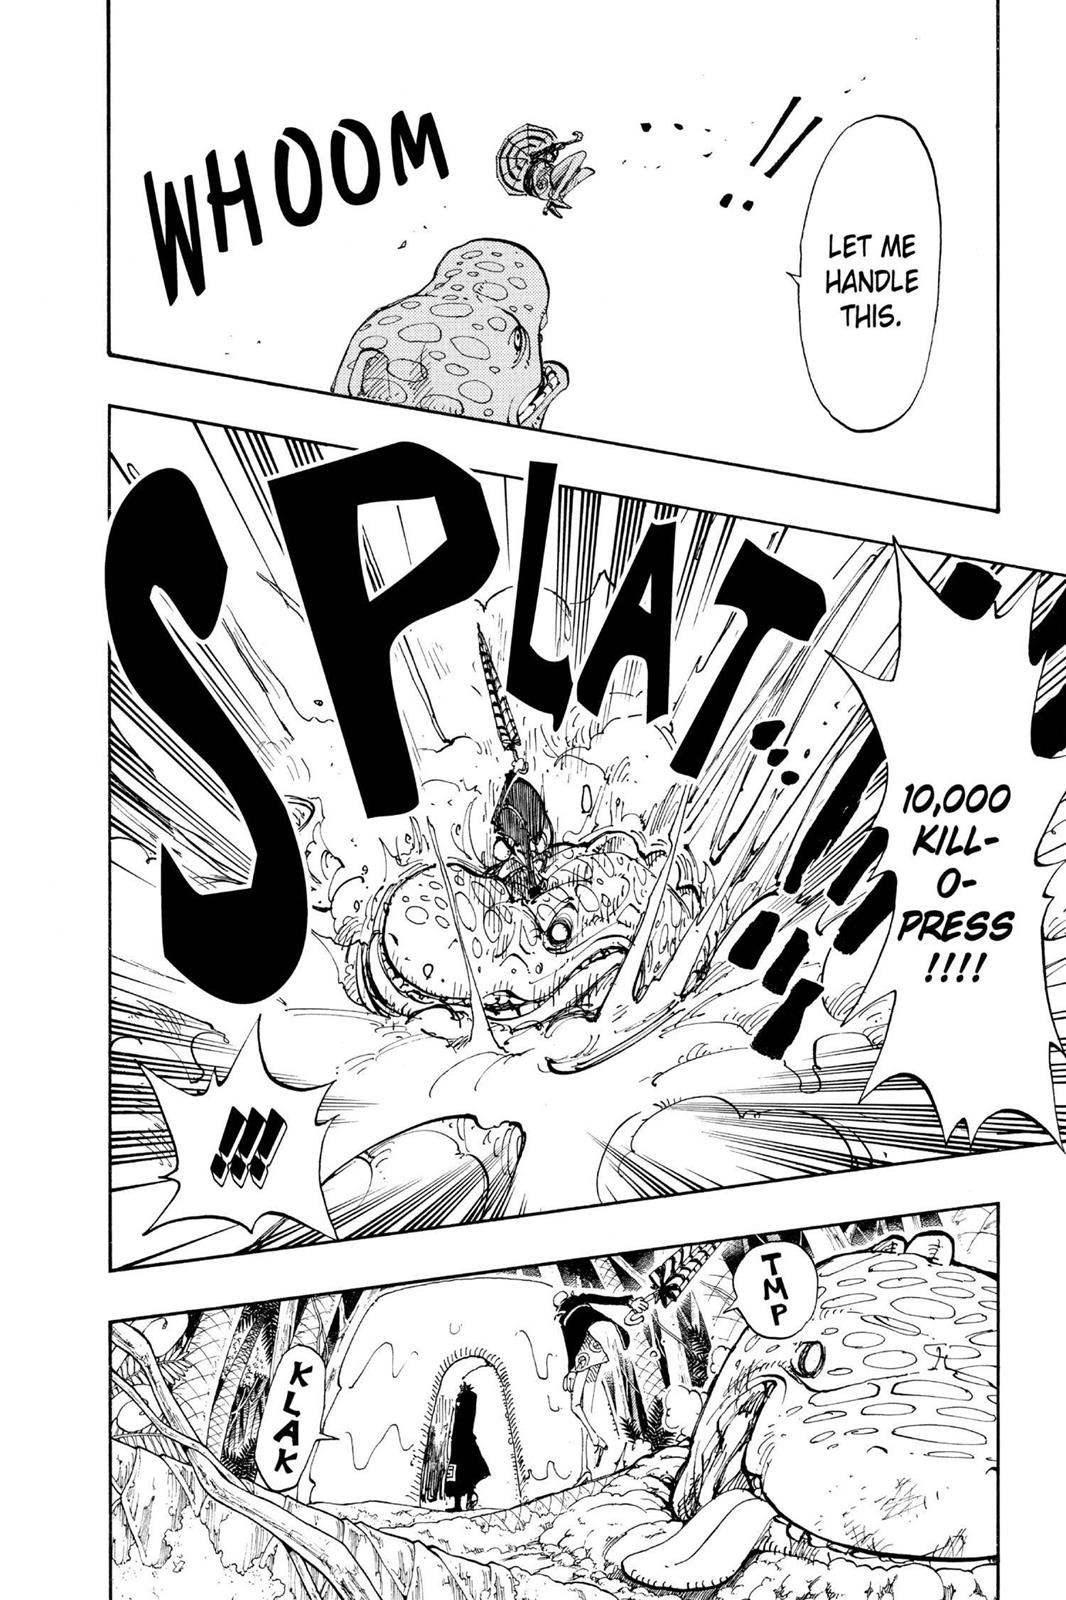 WHOOM
!!
LET ME
HANDLE
THIS.
SPLAT
10,000
KILL-
O-
PRESS
!!!!
!!!!
TMP
KLAK